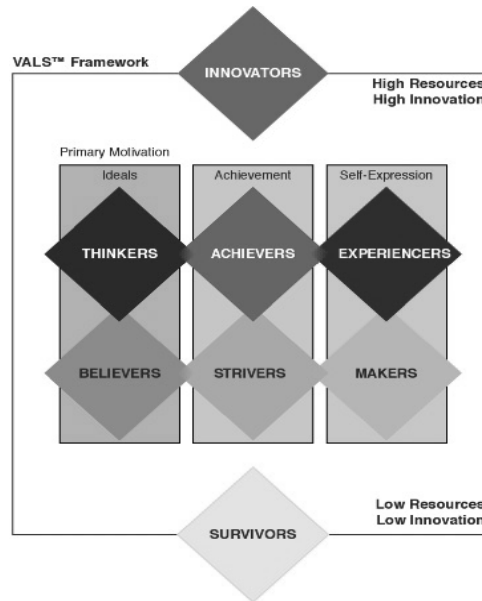 VALS™ Framework
INNOVATORS
High Resources
High Innovation
Primary Motivation
Ideals
Achievement
Self-Expression
THINKERS
ACHIEVERS
EXPERIENCERS
BELIEVERS
STRIVERS
MAKERS
Low Resources
Low Innovation
SURVIVORS